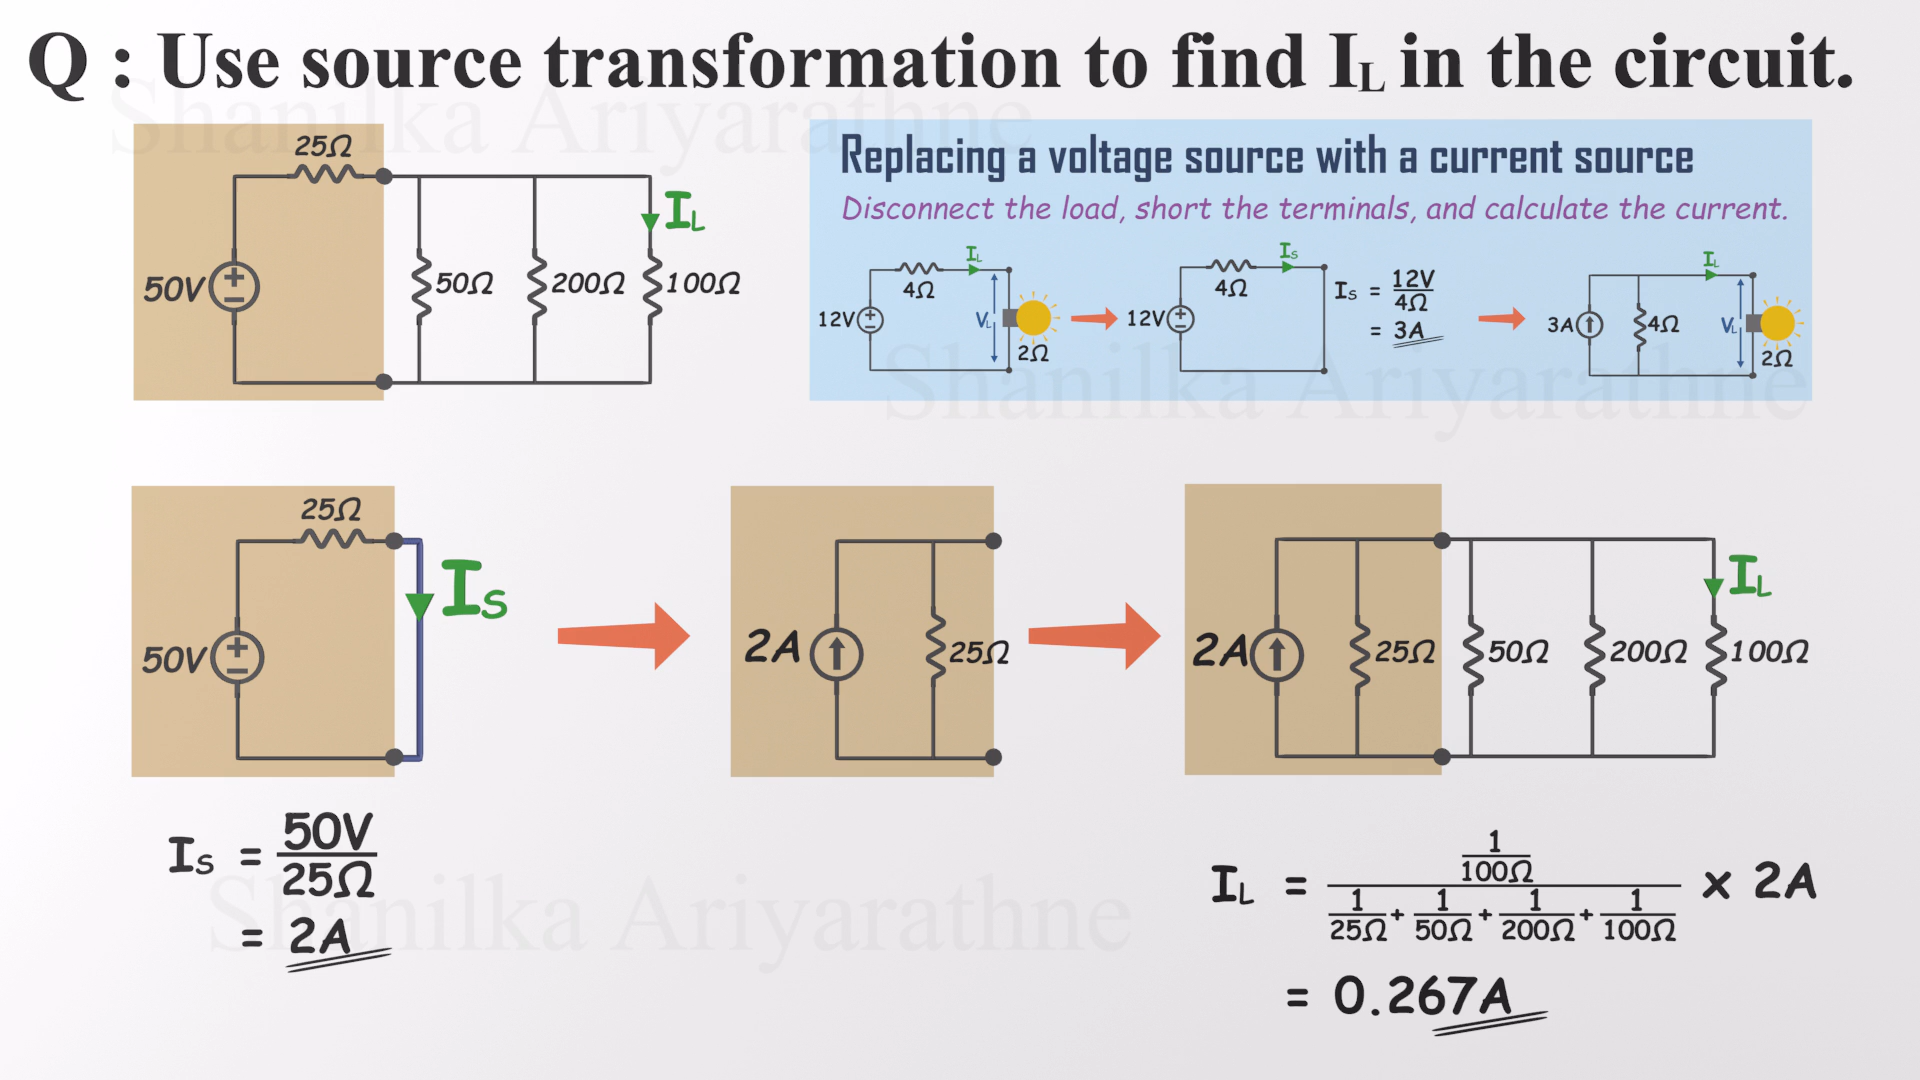 Q : Use source transformation to find IL in the circuit.
Shanilka Ariyarathne
25Ω
50V
50Ω
200Ω
100Ω
IL
Replacing a voltage source with a current source
Disconnect the load, short the terminals, and calculate the current.
12V
4Ω
IL
VL
2Ω
12V
4Ω
IS
IS = 12V/4Ω
= 3A
3A
4Ω
IL
VL
2Ω
Shanilka Ariyarathne
25Ω
50V
IS
2A
25Ω
2A
25Ω
50Ω
200Ω
100Ω
IL
IS = 50V/25Ω
= 2A
Shanilka Ariyarathne
IL = (1/100Ω)/(1/25Ω + 1/50Ω + 1/200Ω + 1/100Ω) x 2A
= 0.267A